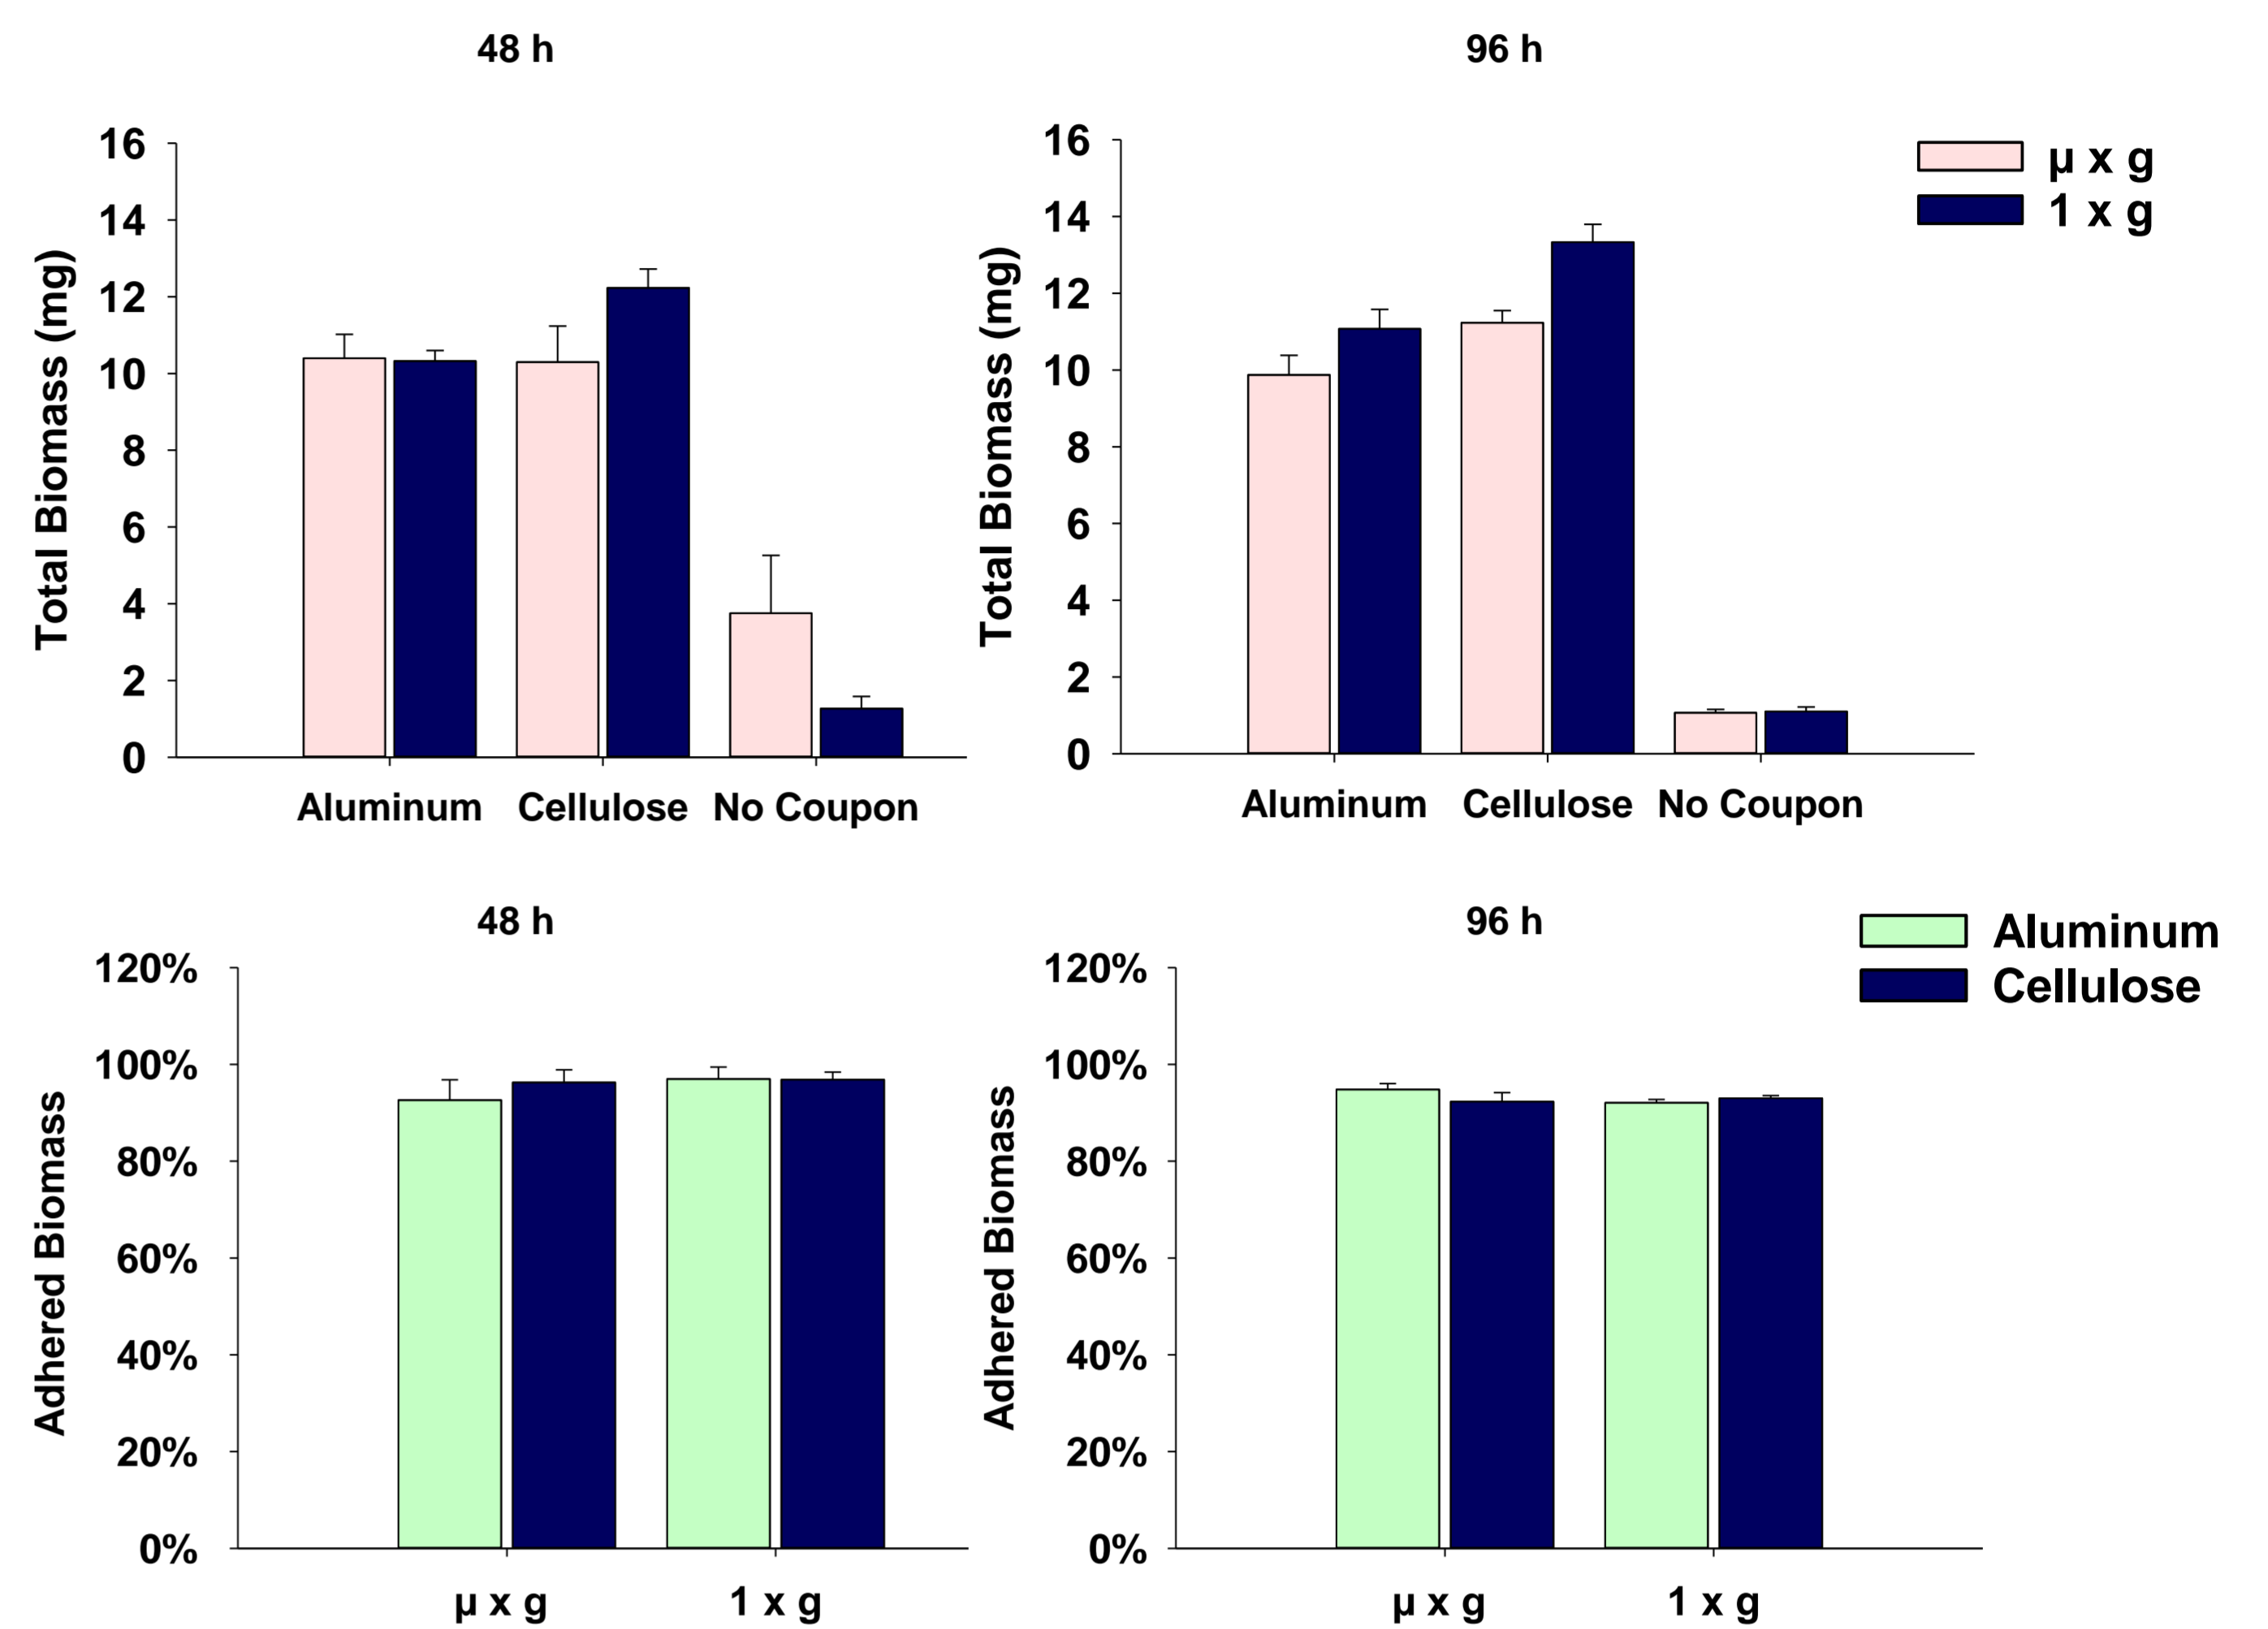 48 h
96 h
16
14
12
10
8
6
4
2
0
Total Biomass (mg)
Aluminum Cellulose No Coupon
16
14
12
10
8
6
4
2
0
Total Biomass (mg)
Aluminum Cellulose No Coupon
µ x g
1 x g
48 h
96 h
120%
100%
80%
60%
40%
20%
0%
Adhered Biomass
µ x g 1 x g
120%
100%
80%
60%
40%
20%
0%
Adhered Biomass
µ x g 1 x g
Aluminum
Cellulose